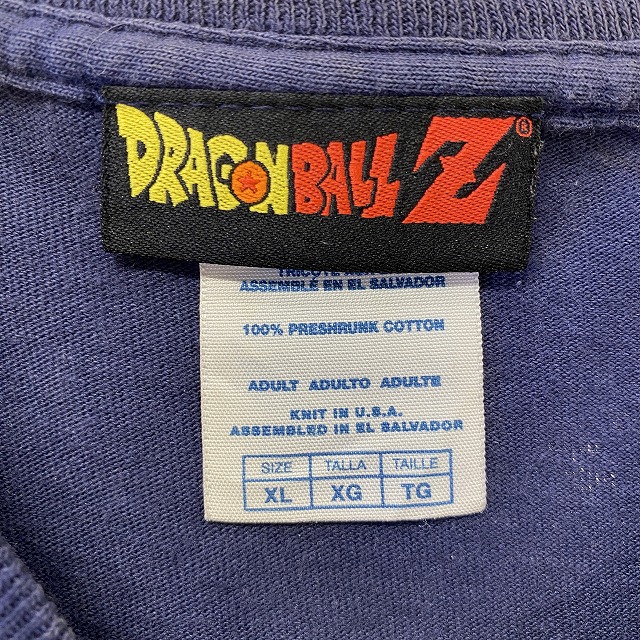 DRAGONBALL Z®
ASSEMBLÉ EN EL SALVADOR
100% PRESHRUNK COTTON
ADULT ADULTO ADULTE
KNIT IN U.S.A.
ASSEMBLED IN EL SALVADOR
SIZE TALLA TAILLE
XL XG TG